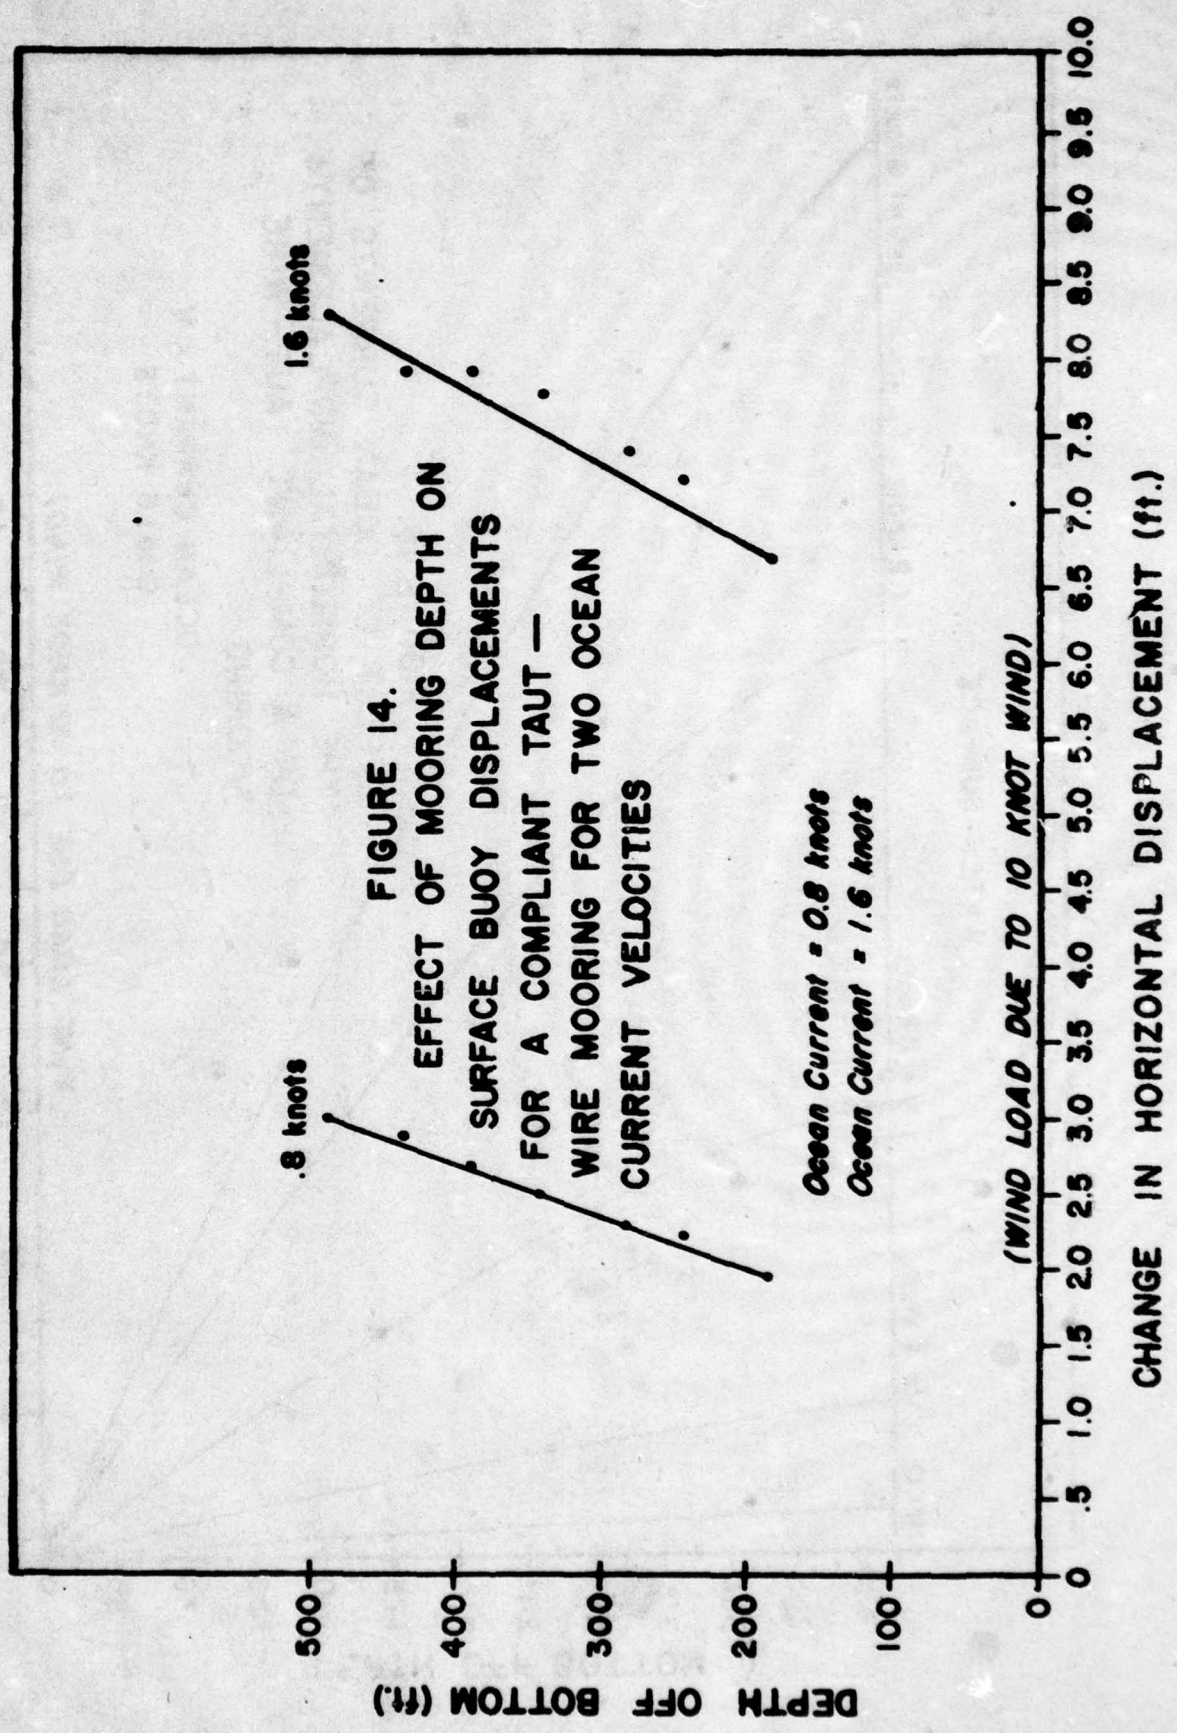 FIGURE 14.
EFFECT OF MOORING DEPTH ON
SURFACE BUOY DISPLACEMENTS
FOR A COMPLIANT TAUT —
WIRE MOORING FOR TWO OCEAN
CURRENT VELOCITIES
.8 knots
1.6 knots
Ocean Current = 0.8 knots
Ocean Current = 1.6 knots
(WIND LOAD DUE TO 10 KNOT WIND)
DEPTH OFF BOTTOM (ft.)
500
400
300
200
100
0
0 .5 1.0 1.5 2.0 2.5 3.0 3.5 4.0 4.5 5.0 5.5 6.0 6.5 7.0 7.5 8.0 8.5 9.0 9.5 10.0
CHANGE IN HORIZONTAL DISPLACEMENT (ft.)